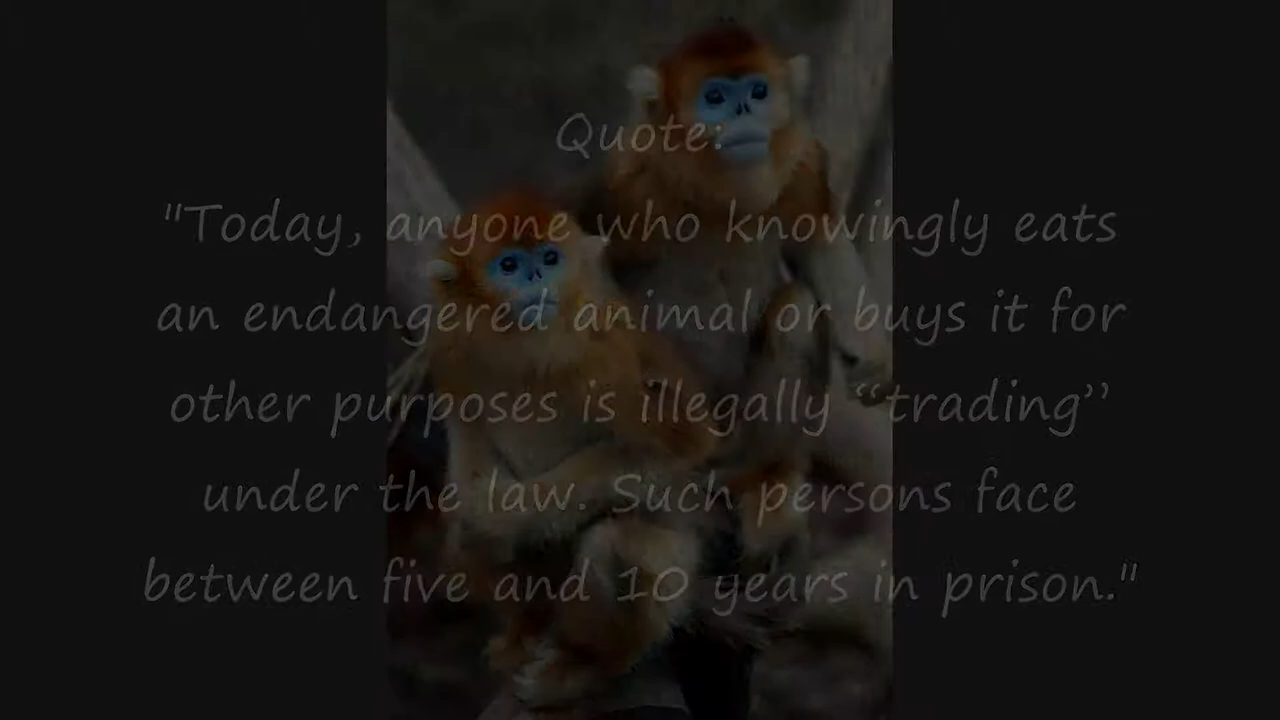 Quote:
"Today, anyone who knowingly eats
an endangered animal or buys it for
other purposes is illegally “trading”
under the law. Such persons face
between five and 10 years in prison."